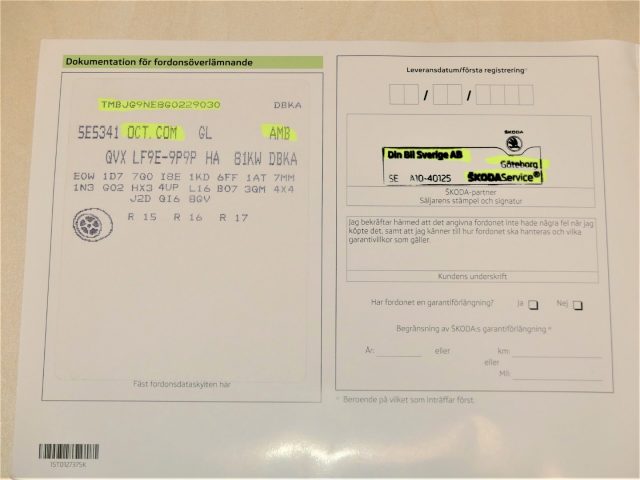 Dokumentation för fordonsöverlämnande
TMBJG9NE8G0229030 DBKA
5E5341 OCT.COM GL AMB
QVX LF9E-9P9P HA 81KW DBKA
E0W 1D7 7Q0 I8E 1KD 6FF 1AT 7MM
1N3 G02 HX3 4UP L16 B07 3GM 4X4
J2D QI6 8GV
R 15 R 16 R 17
Fäst fordonsdataskylten här
15T0127375K
Leveransdatum/första registrering
/ /
ŠKODA
Din Bil Sverige AB
Göteborg
SE A10-40125 ŠKODAService®
ŠKODA-partner
Säljarens stämpel och signatur
Jag bekräftar härmed att det angivna fordonet inte hade några fel när jag
köpte det, samt att jag känner till hur fordonet ska hanteras och vilka
garantivillkor som gäller.
Kundens underskrift
Har fordonet en garantiförlängning? Ja Nej
Begränsning av ŠKODA:s garantiförlängning
År: eller km:
eller
Mil:
Beroende på vilket som inträffar först.